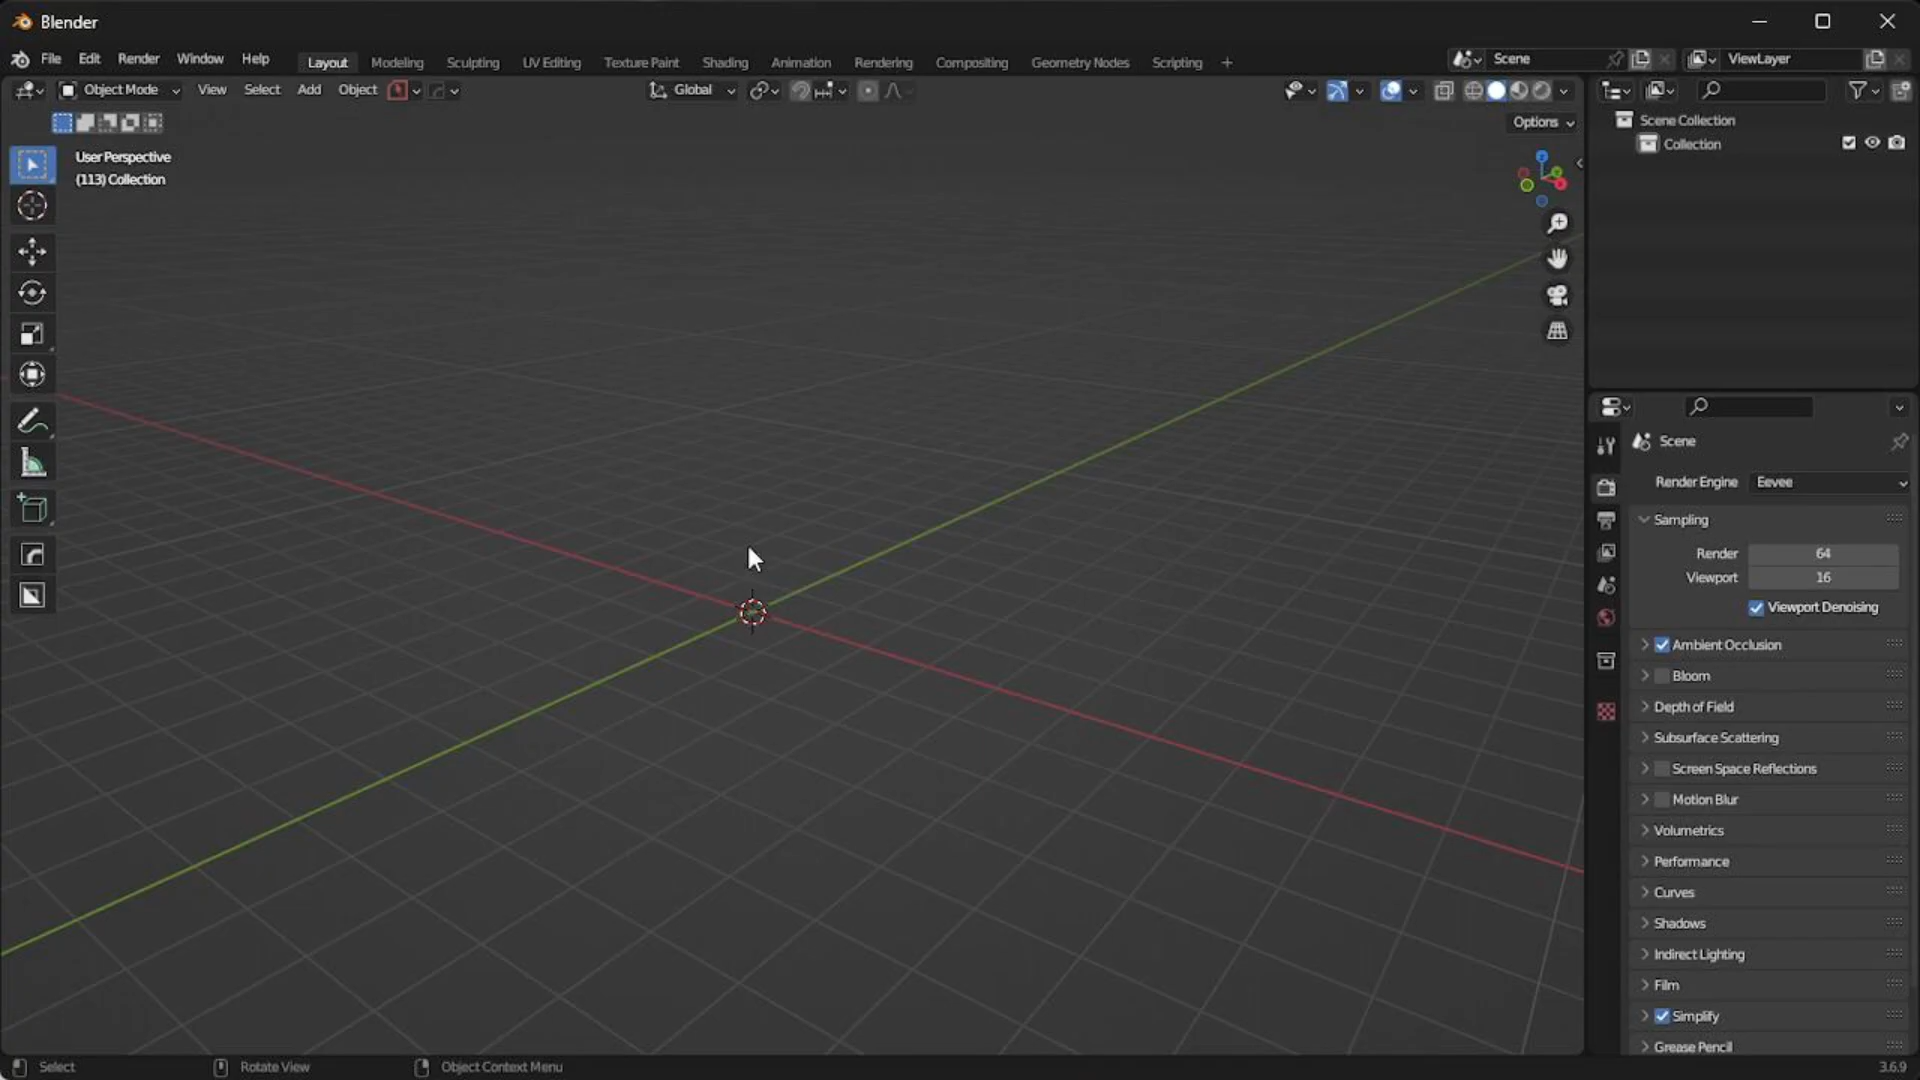 Blender
File Edit Render Window Help Layout Modeling Sculpting UV Editing Texture Paint Shading Animation Rendering Compositing Geometry Nodes Scripting + Scene ViewLayer
Object Mode View Select Add Object Global
Options
User Perspective
(113) Collection
Scene Collection
Collection
Scene
Render Engine Eevee
Sampling
Render 64
Viewport 16
Viewport Denoising
Ambient Occlusion
Bloom
Depth of Field
Subsurface Scattering
Screen Space Reflections
Motion Blur
Volumetrics
Performance
Curves
Shadows
Indirect Lighting
Film
Simplify
Grease Pencil
Select Rotate View Object Context Menu 3.6.9